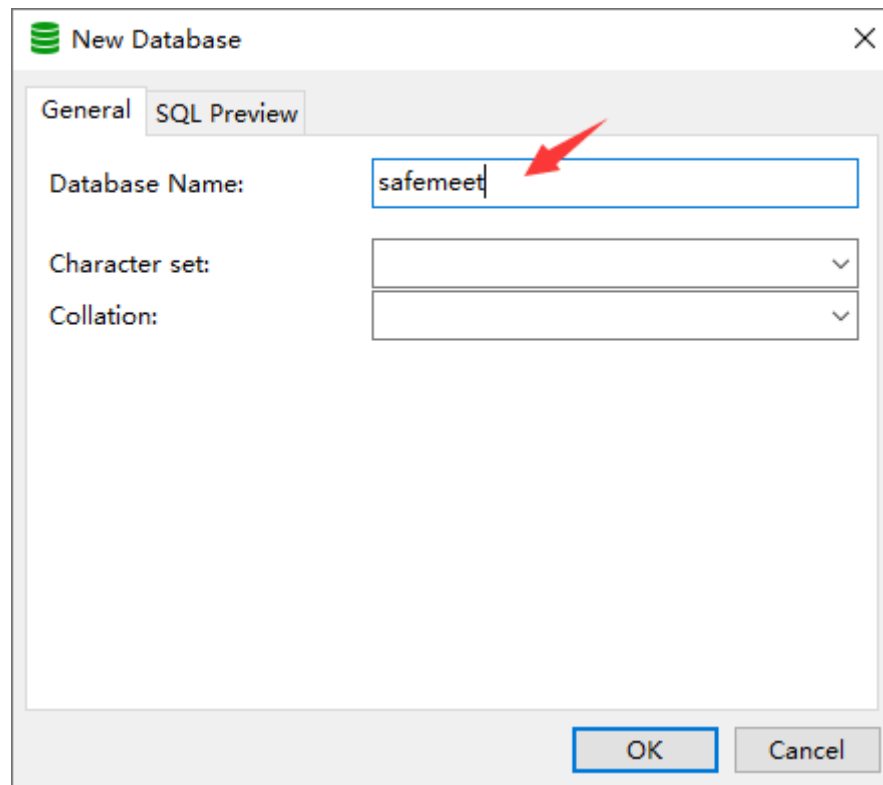 New Database
General SQL Preview
Database Name: safemeet
Character set:
Collation:
OK Cancel